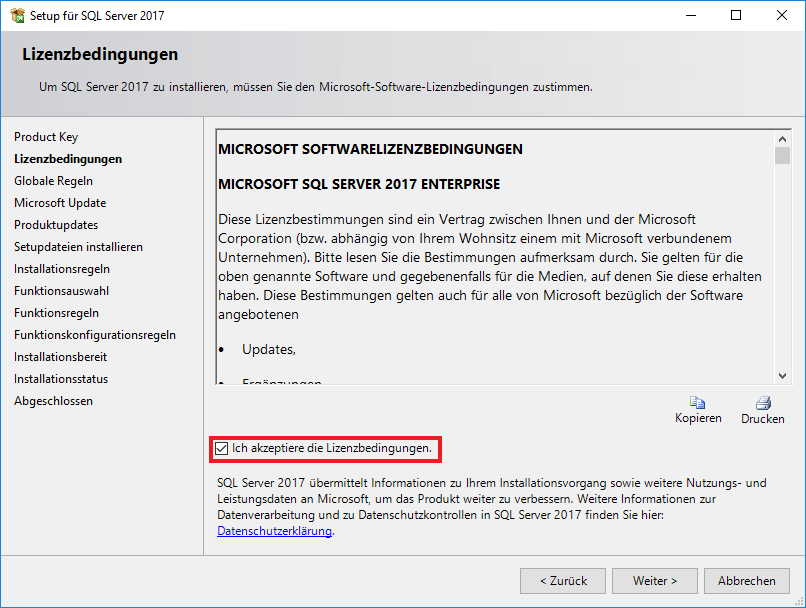 Setup für SQL Server 2017
Lizenzbedingungen
Um SQL Server 2017 zu installieren, müssen Sie den Microsoft-Software-Lizenzbedingungen zustimmen.
Product Key
Lizenzbedingungen
Globale Regeln
Microsoft Update
Produktupdates
Setupdateien installieren
Installationsregeln
Funktionsauswahl
Funktionsregeln
Funktionskonfigurationsregeln
Installationsbereit
Installationsstatus
Abgeschlossen
MICROSOFT SOFTWARELIZENZBEDINGUNGEN
MICROSOFT SQL SERVER 2017 ENTERPRISE
Diese Lizenzbestimmungen sind ein Vertrag zwischen Ihnen und der Microsoft
Corporation (bzw. abhängig von Ihrem Wohnsitz einem mit Microsoft verbundenem
Unternehmen). Bitte lesen Sie die Bestimmungen aufmerksam durch. Sie gelten für die
oben genannte Software und gegebenenfalls für die Medien, auf denen Sie diese erhalten
haben. Diese Bestimmungen gelten auch für alle von Microsoft bezüglich der Software
angebotenen
• Updates,
• Ergänzungen
Kopieren
Drucken
Ich akzeptiere die Lizenzbedingungen.
SQL Server 2017 übermittelt Informationen zu Ihrem Installationsvorgang sowie weitere Nutzungs- und
Leistungsdaten an Microsoft, um das Produkt weiter zu verbessern. Weitere Informationen zur
Datenverarbeitung und zu Datenschutzkontrollen in SQL Server 2017 finden Sie hier:
Datenschutzerklärung.
< Zurück
Weiter >
Abbrechen